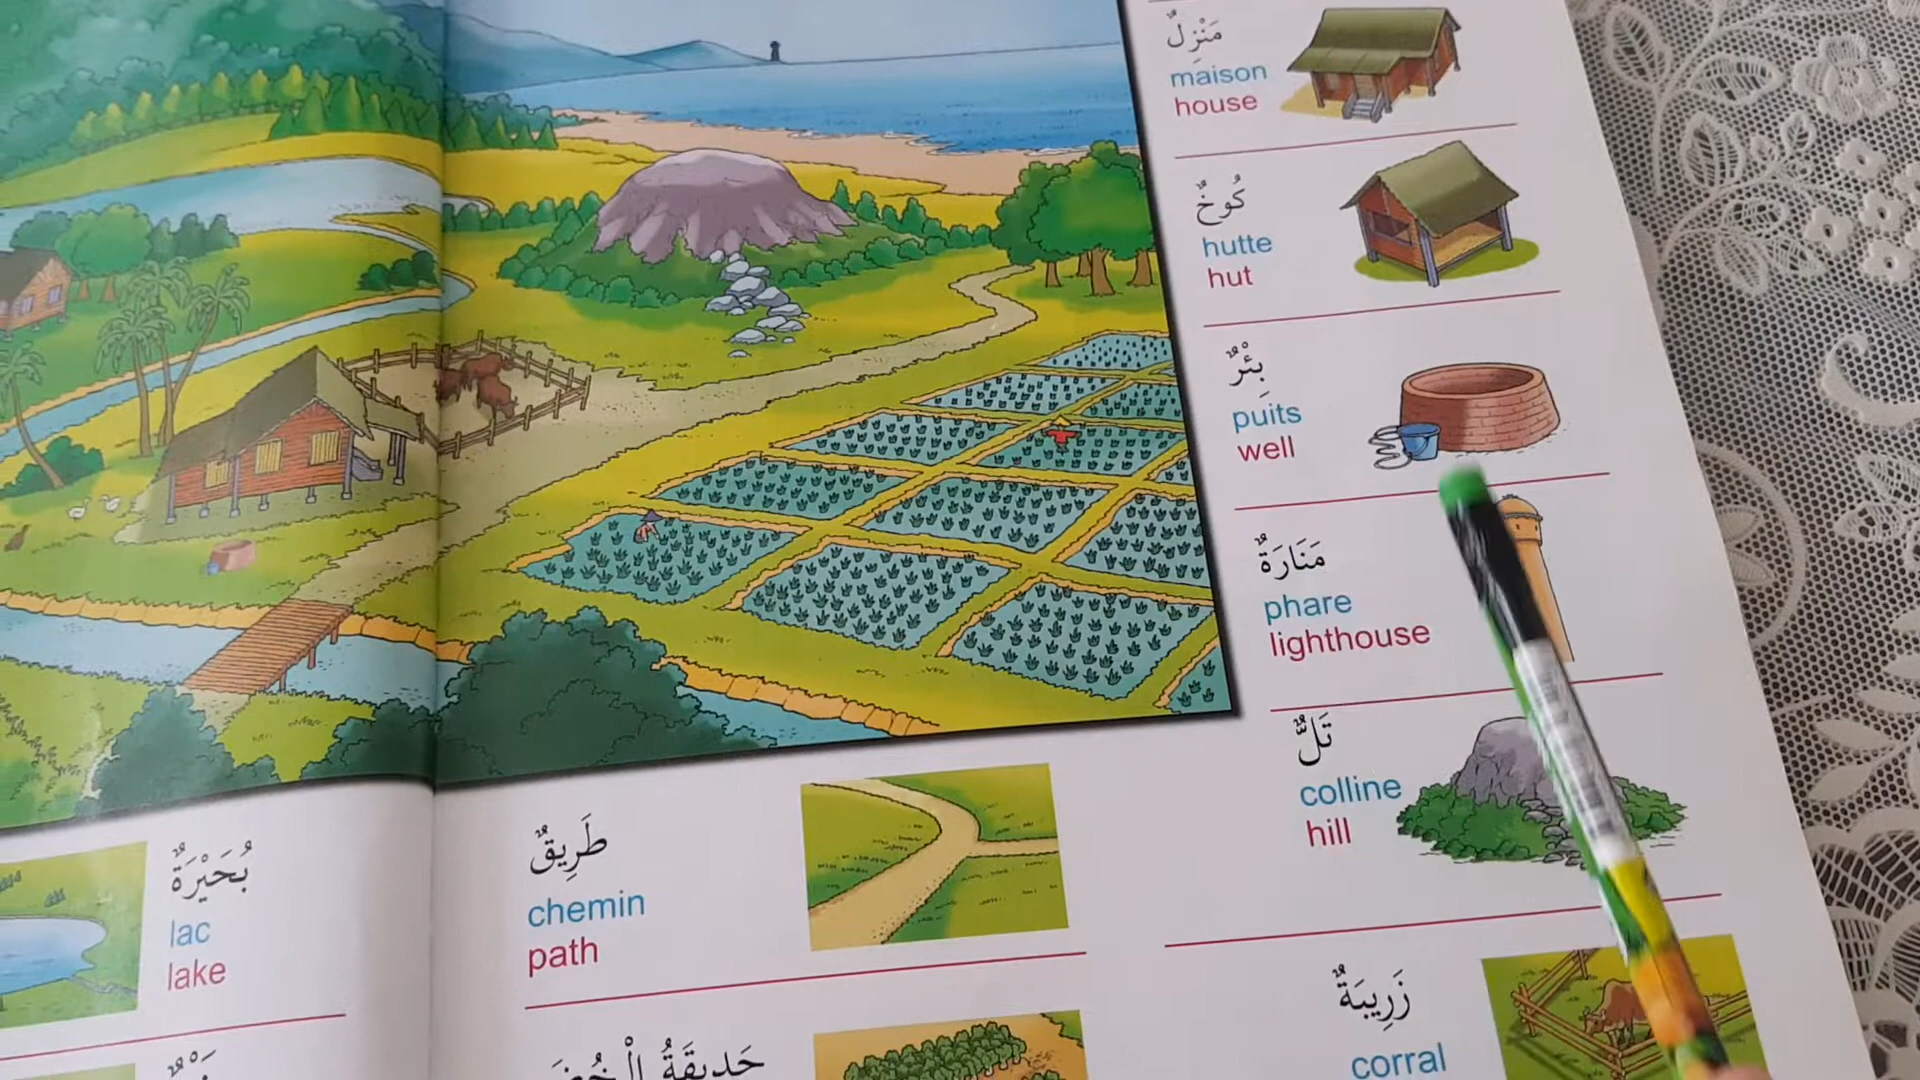 مَنْزِلٌ
maison
house
كُوخٌ
hutte
hut
بِئْرٌ
puits
well
مَنَارَةٌ
phare
lighthouse
تَلٌّ
colline
hill
بُحَيْرَةٌ
lac
lake
طَرِيقٌ
chemin
path
حَدِيقَةُ
زَرِيبَةٌ
corral